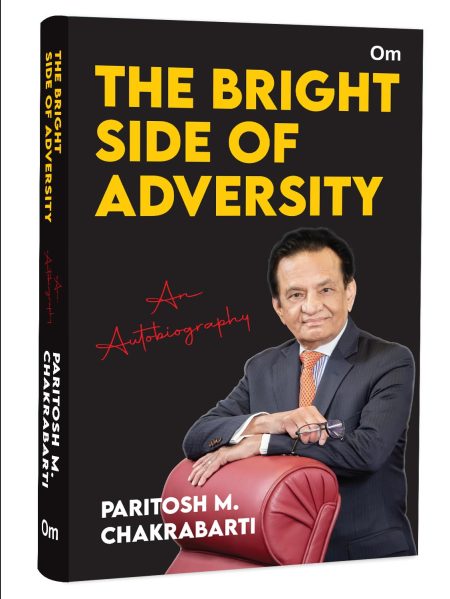 Om
THE BRIGHT
SIDE OF
ADVERSITY
An
Autobiography
PARITOSH M.
CHAKRABARTI
THE BRIGHT
SIDE OF ADVERSITY
An
Autobiography
PARITOSH M.
CHAKRABARTI
Om